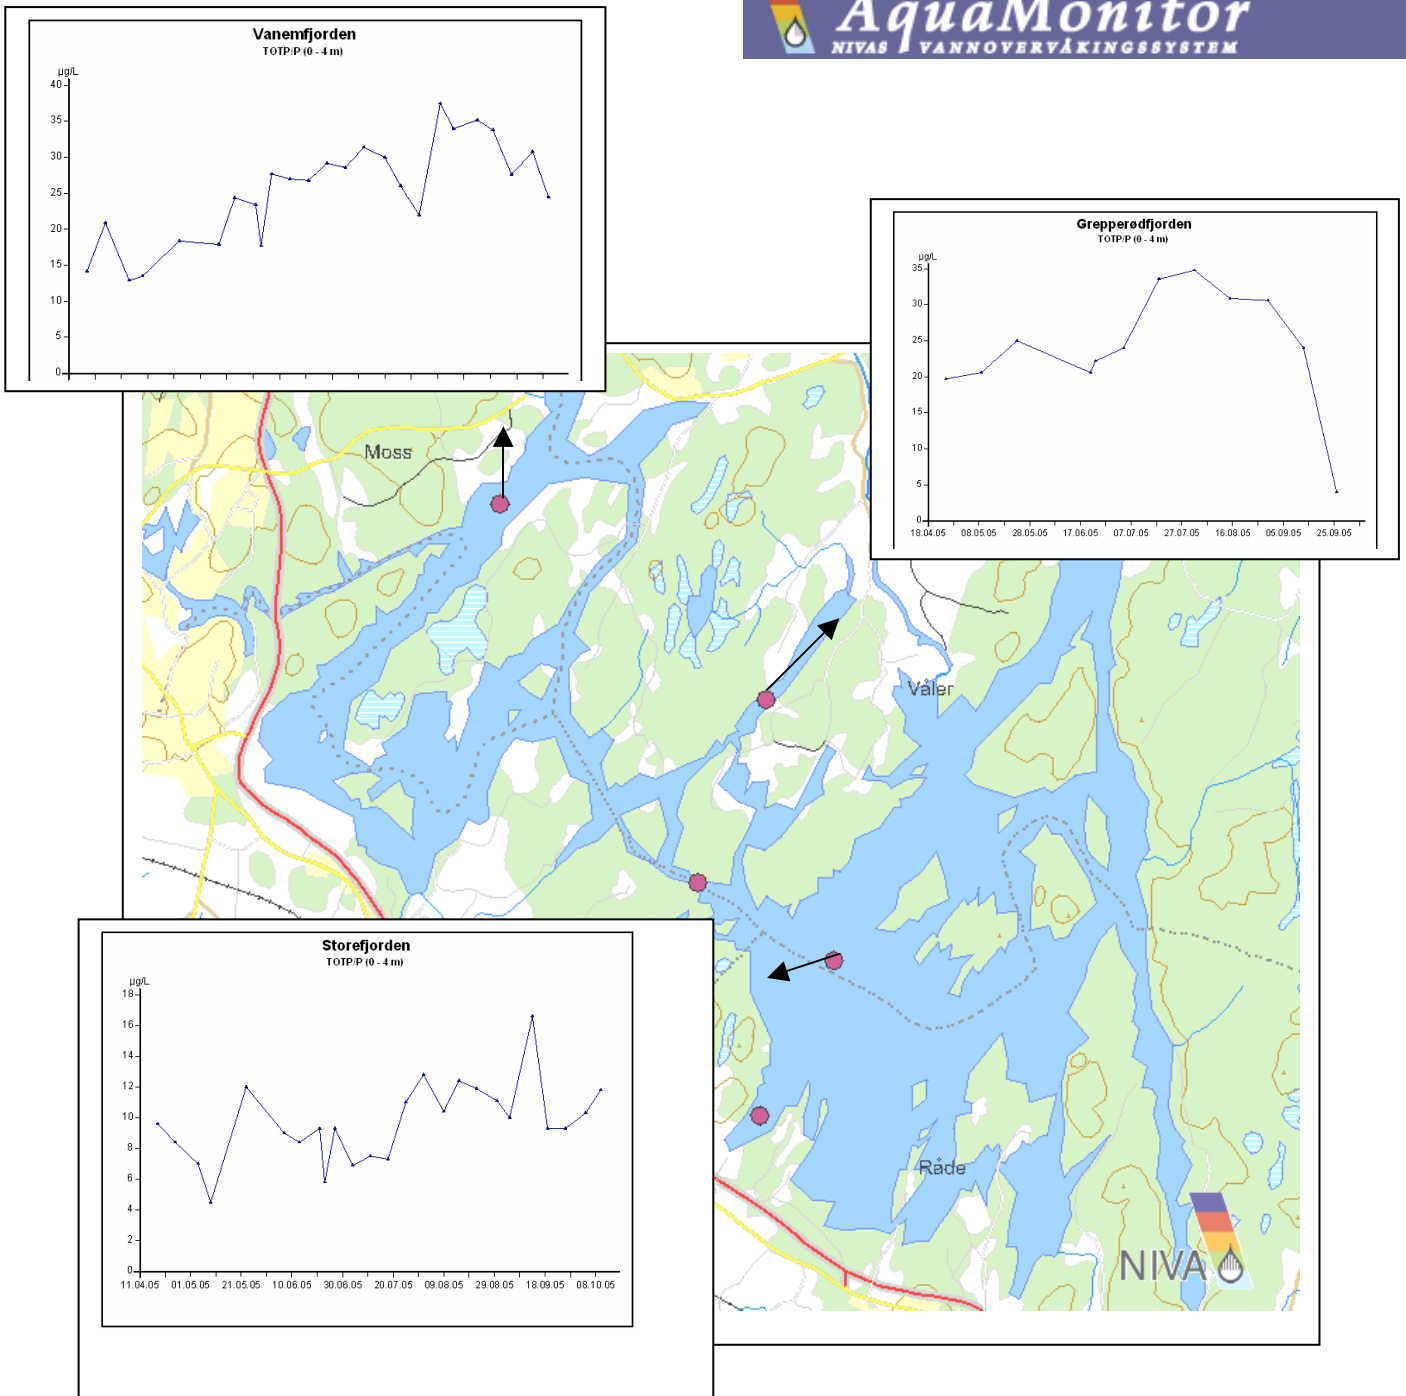 AquaMonitor
NIVAS VANNOVERVÅKINGSSYSTEM
Vanemfjorden
TOTP/P (0 - 4 m)
µg/L
40
35
30
25
20
15
10
5
0
Grepperødfjorden
TOTP/P (0 - 4 m)
µg/L
35
30
25
20
15
10
5
0
18.04.05 08.05.05 28.05.05 17.06.05 07.07.05 27.07.05 16.08.05 05.09.05 25.09.05
Moss
Våler
Storefjorden
TOTP/P (0 - 4 m)
µg/L
18
16
14
12
10
8
6
4
2
0
11.04.05 01.05.05 21.05.05 10.06.05 30.06.05 20.07.05 09.08.05 29.08.05 18.09.05 08.10.05
Råde
NIVA